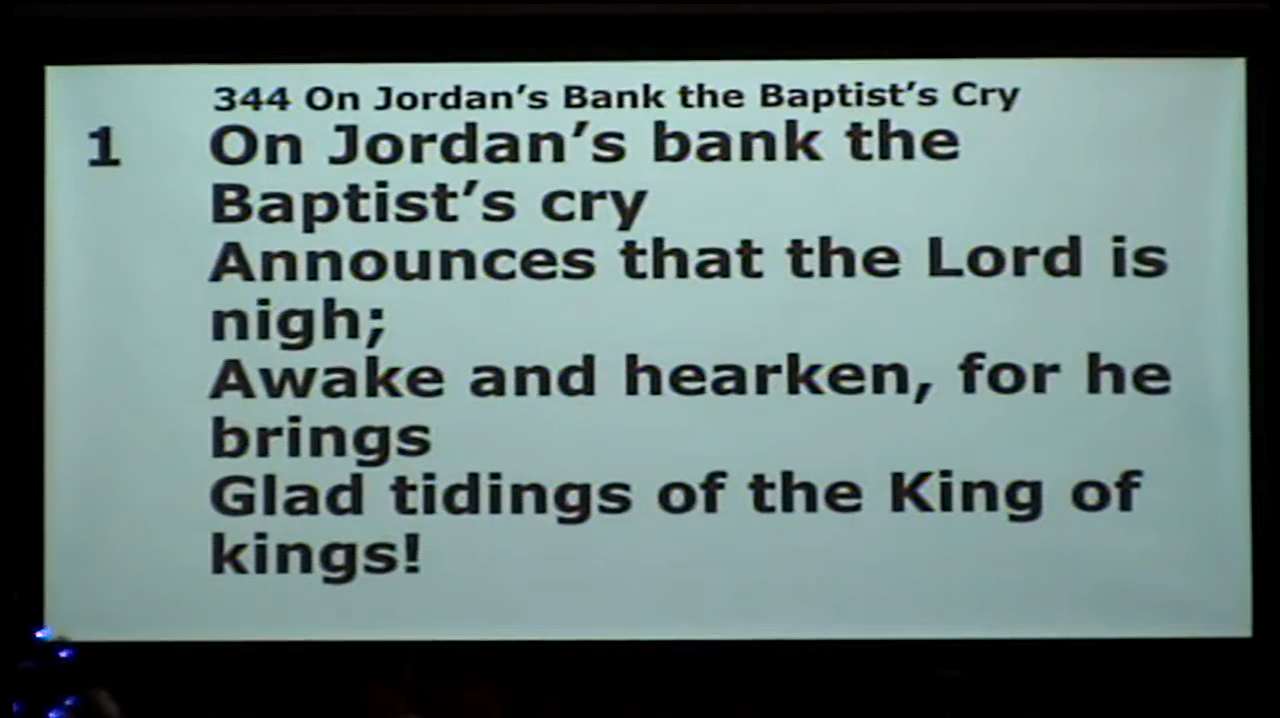 344 On Jordan's Bank the Baptist's Cry
1 On Jordan's bank the
Baptist's cry
Announces that the Lord is
nigh;
Awake and hearken, for he
brings
Glad tidings of the King of
kings!